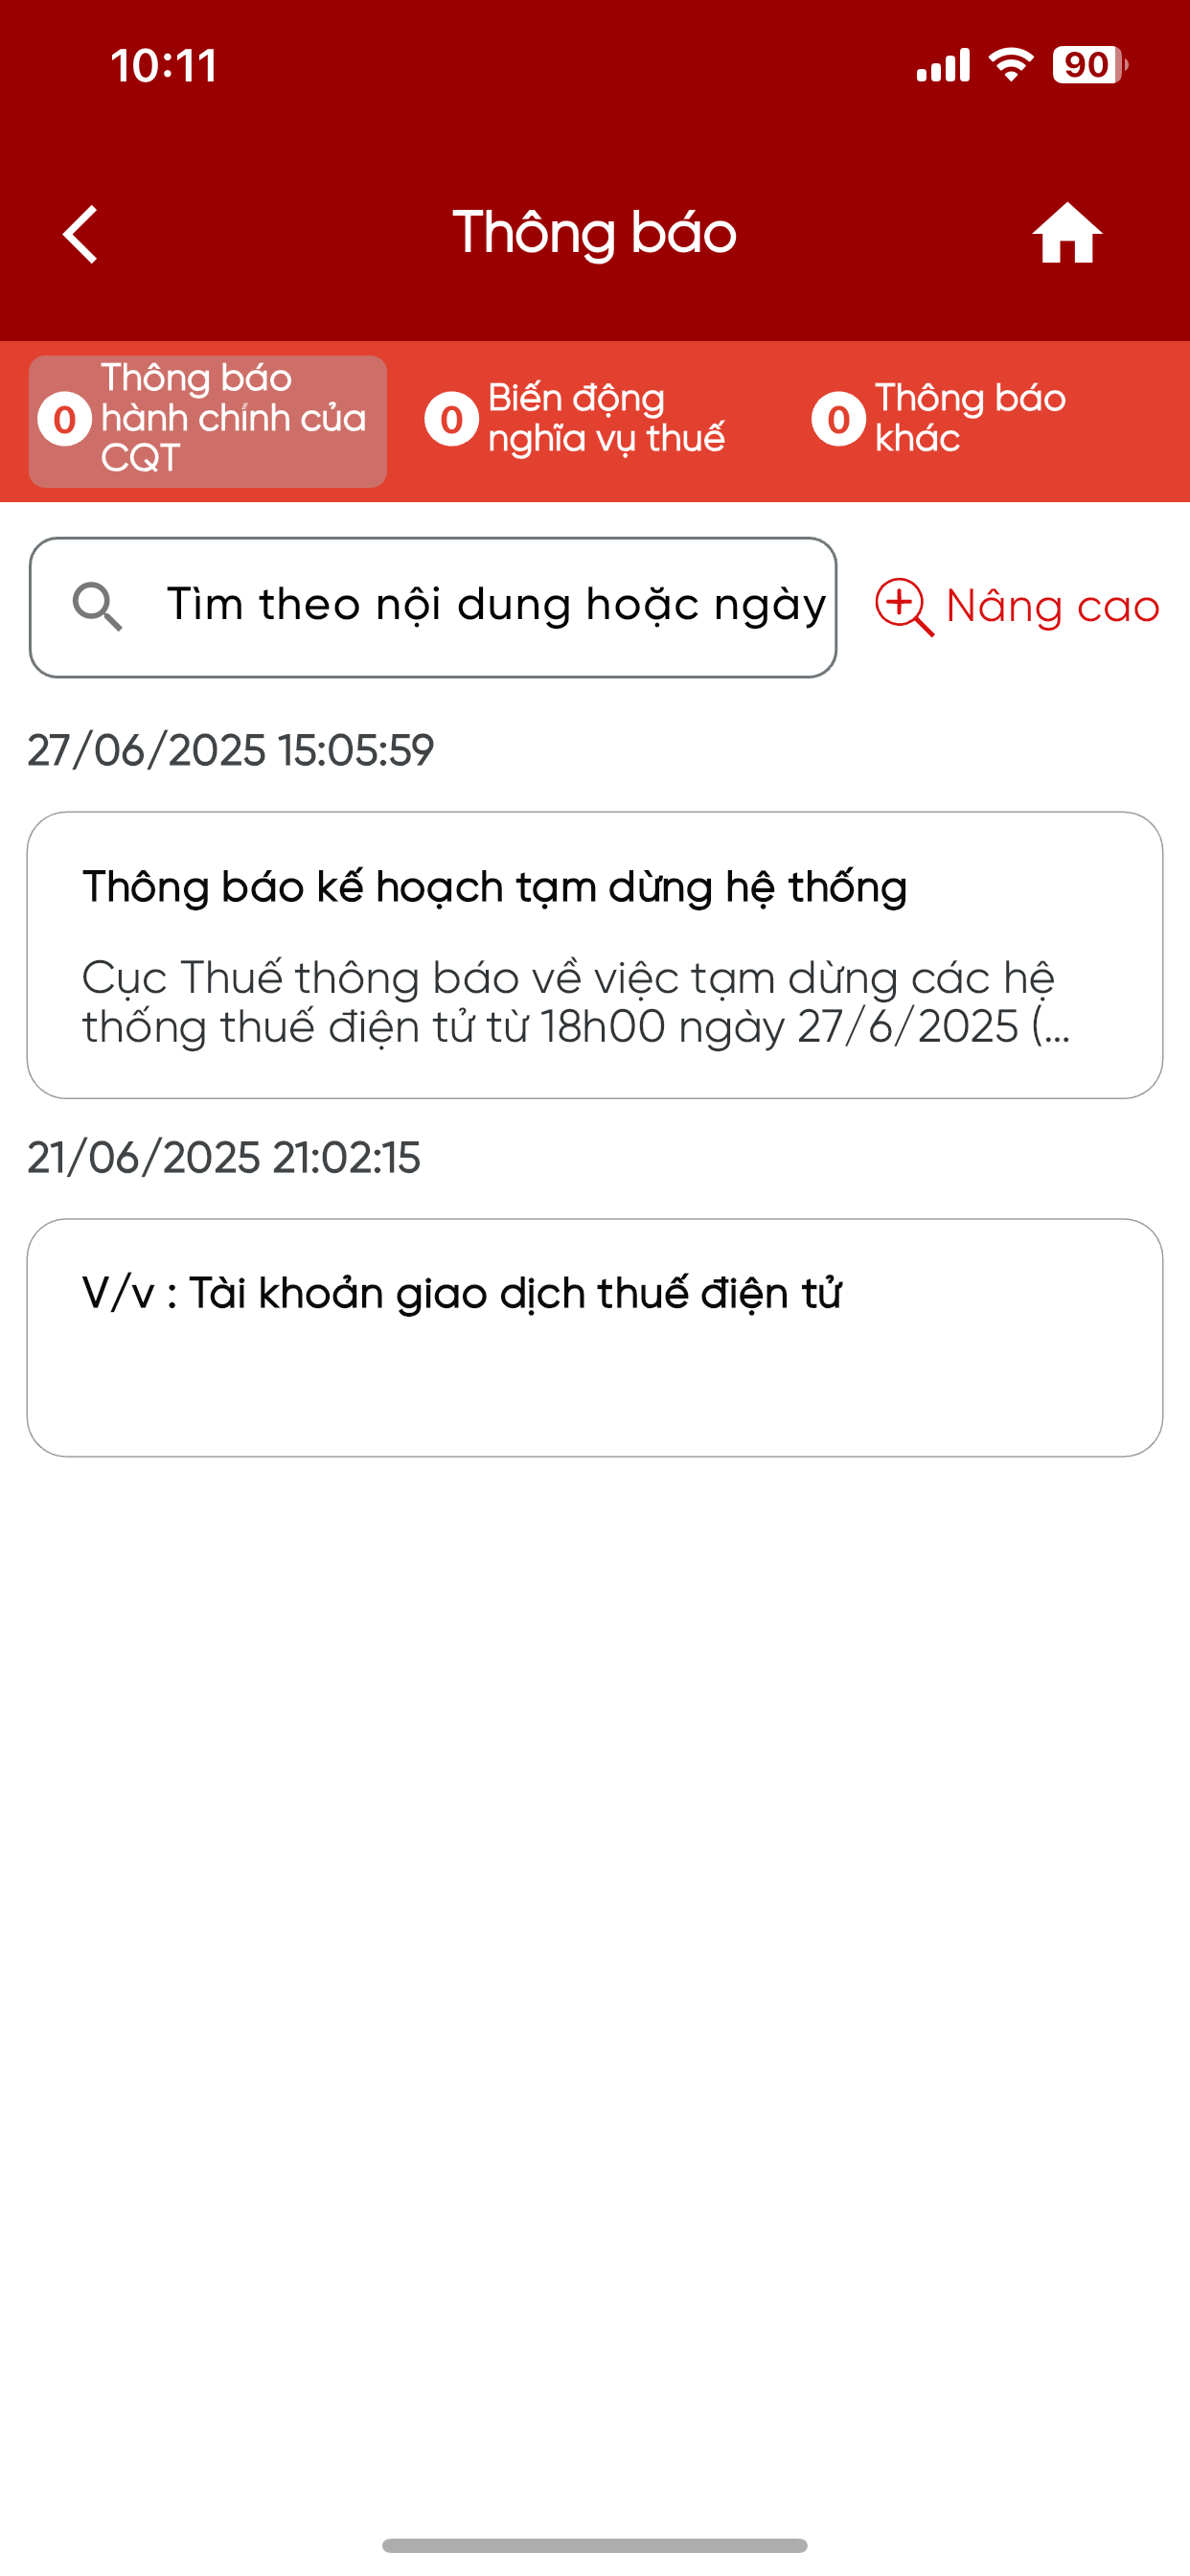 10:11
90
Thông báo
0
Thông báo
hành chính của
CQT
0
Biến động
nghĩa vụ thuế
0
Thông báo
khác
Tìm theo nội dung hoặc ngày
Nâng cao
27/06/2025 15:05:59
Thông báo kế hoạch tạm dừng hệ thống
Cục Thuế thông báo về việc tạm dừng các hệ
thống thuế điện tử từ 18h00 ngày 27/6/2025 (...
21/06/2025 21:02:15
V/v : Tài khoản giao dịch thuế điện tử